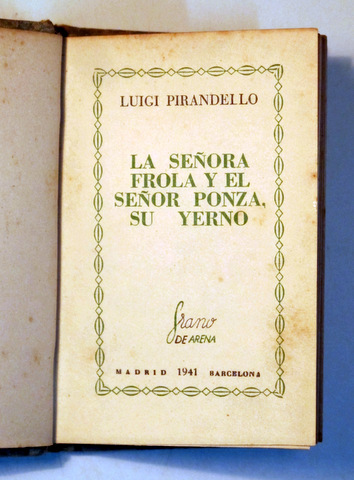 LUIGI PIRANDELLO
LA SEÑORA
FROLA Y EL
SEÑOR PONZA,
SU YERNO
Grano
DE ARENA
MADRID 1941 BARCELONA